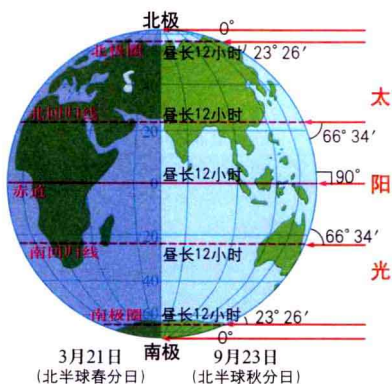 北极
0°
北极圈
昼长12小时
23°26′
太
北回归线
昼长12小时
20
66°34′
赤道
0
昼长12小时
90°
阳
66°34′
20
南回归线
昼长12小时
光
40
南极圈
昼长12小时
23°26′
南极
0°
3月21日
9月23日
(北半球春分日)
(北半球秋分日)